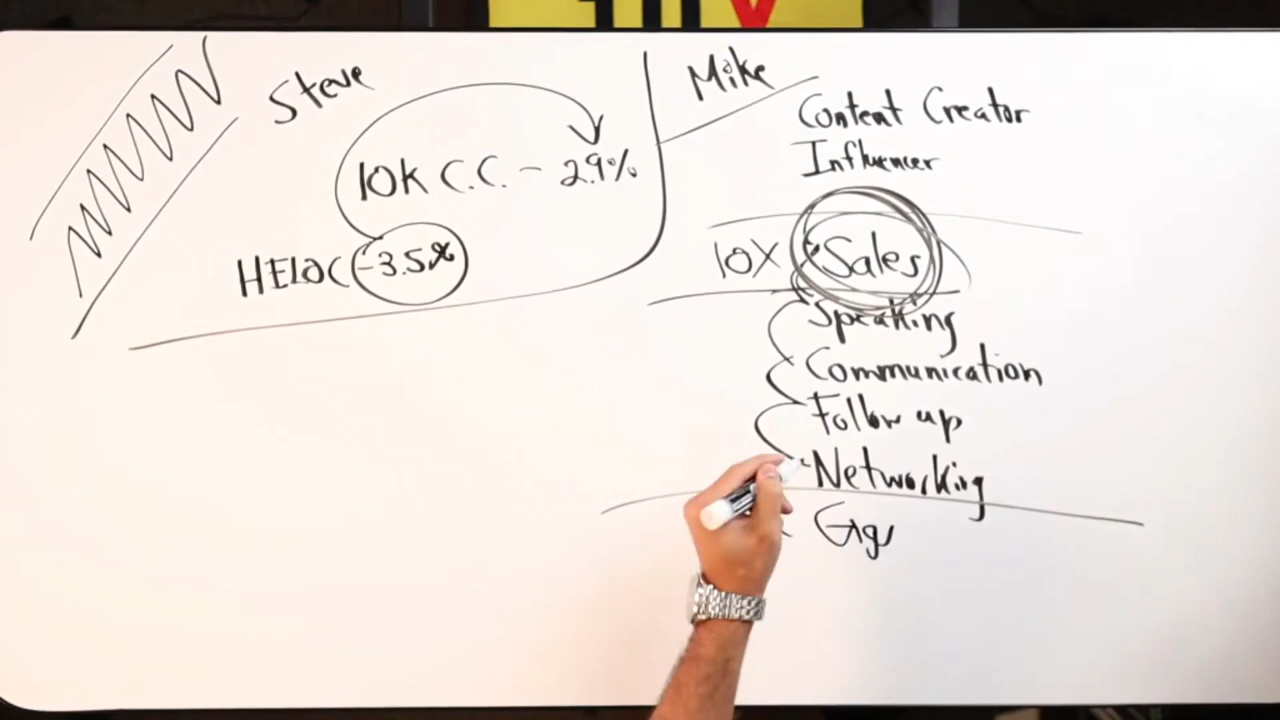 Steve
10K C.C. - 2.9%
HELOC -3.5%
Mike
Content Creator
Influencer
10X Sales
Speaking
Communication
Follow up
Networking
Gigs